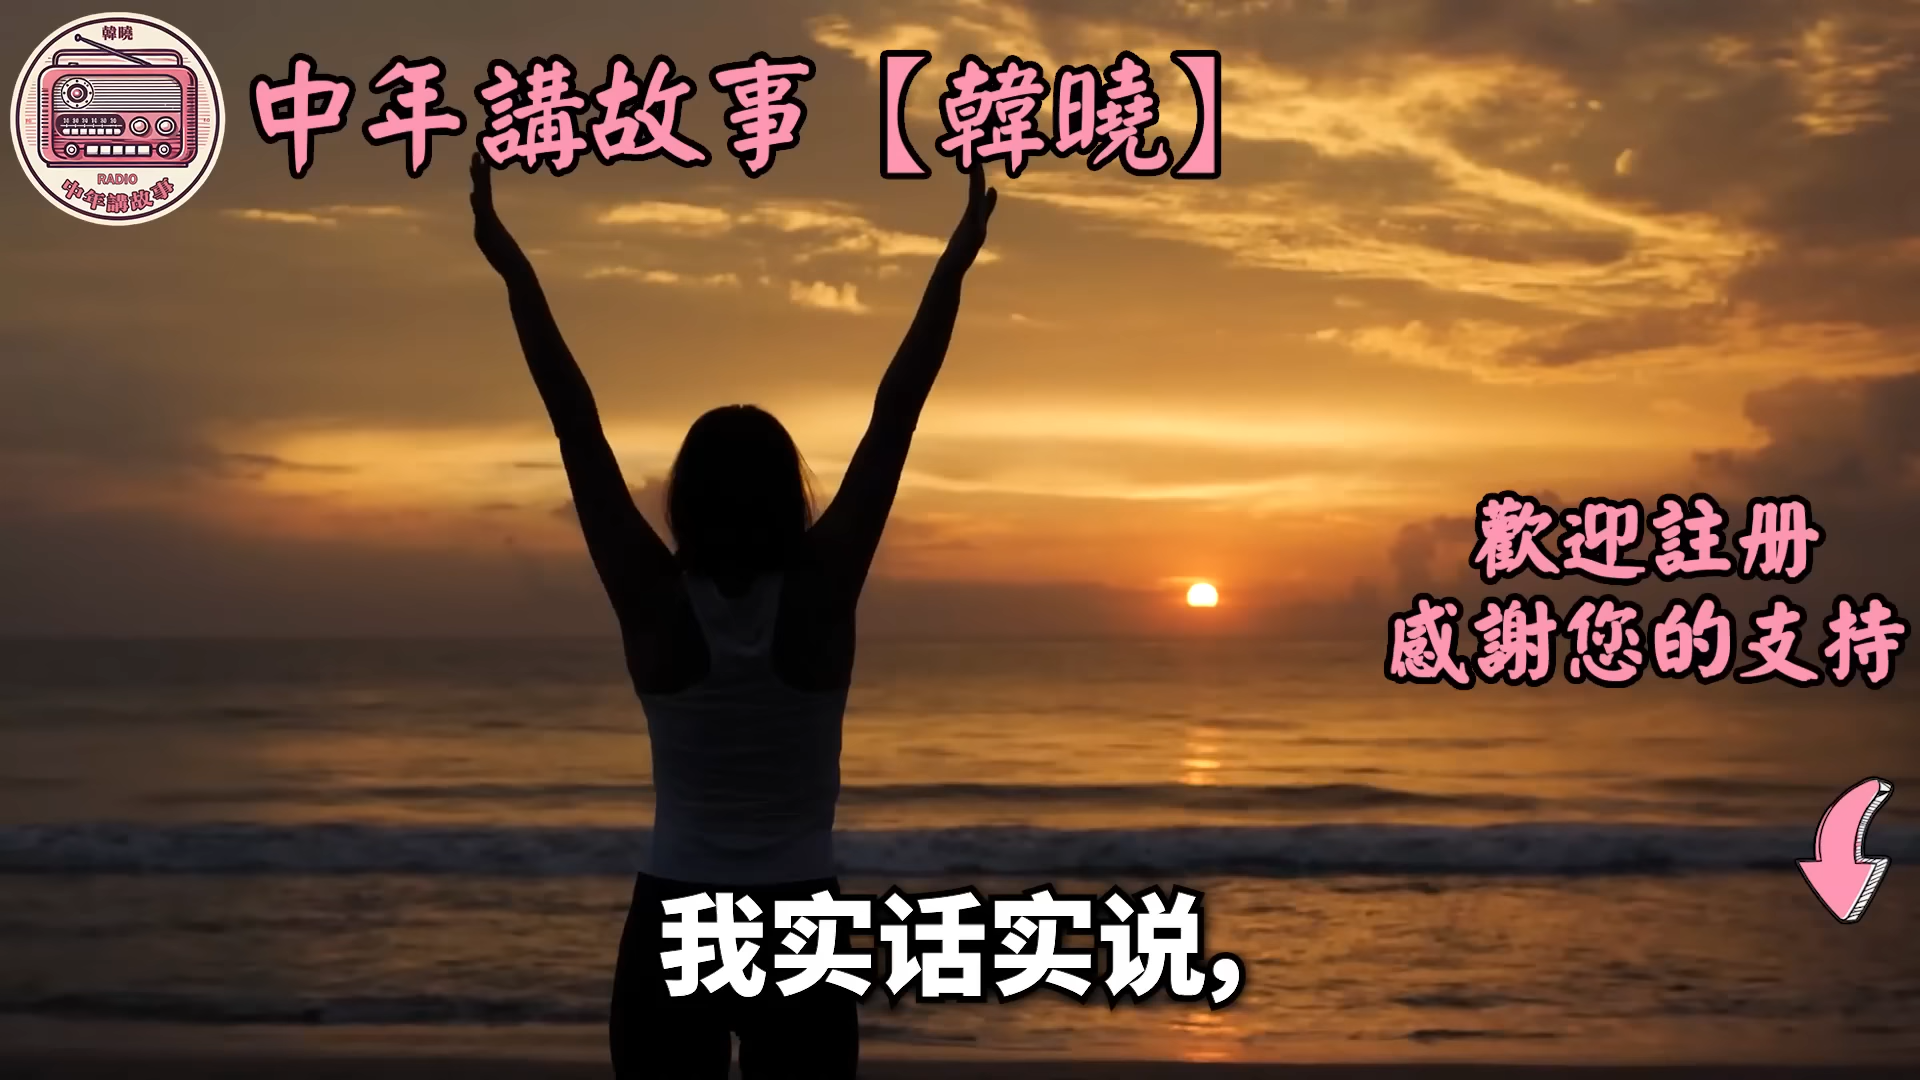 韓曉
RADIO
中年講故事
中年講故事【韓曉】
歡迎註册
感謝您的支持
我实话实说,